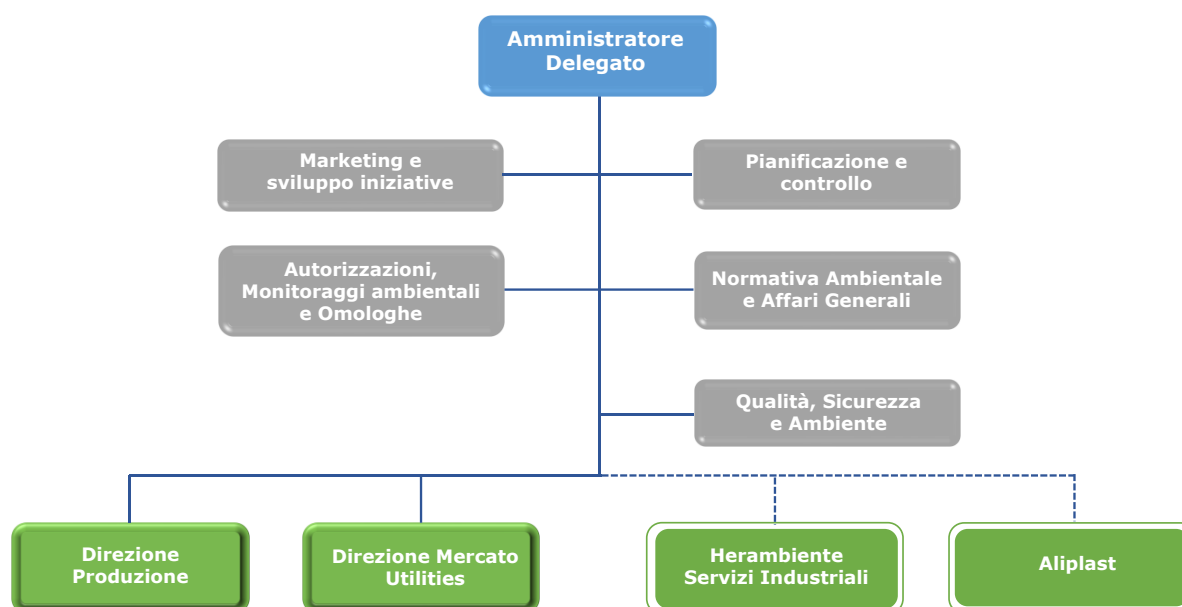 Amministratore
Delegato
Marketing e
sviluppo iniziative
Pianificazione e
controllo
Autorizzazioni,
Monitoraggi ambientali
e Omologhe
Normativa Ambientale
e Affari Generali
Qualità, Sicurezza
e Ambiente
Direzione
Produzione
Direzione Mercato
Utilities
Herambiente
Servizi Industriali
Aliplast